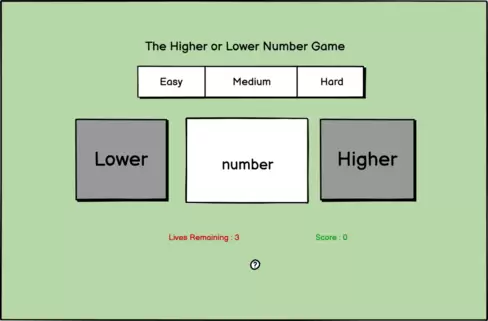 The Higher or Lower Number Game
Easy Medium Hard
Lower number Higher
Lives Remaining : 3 Score : 0
?